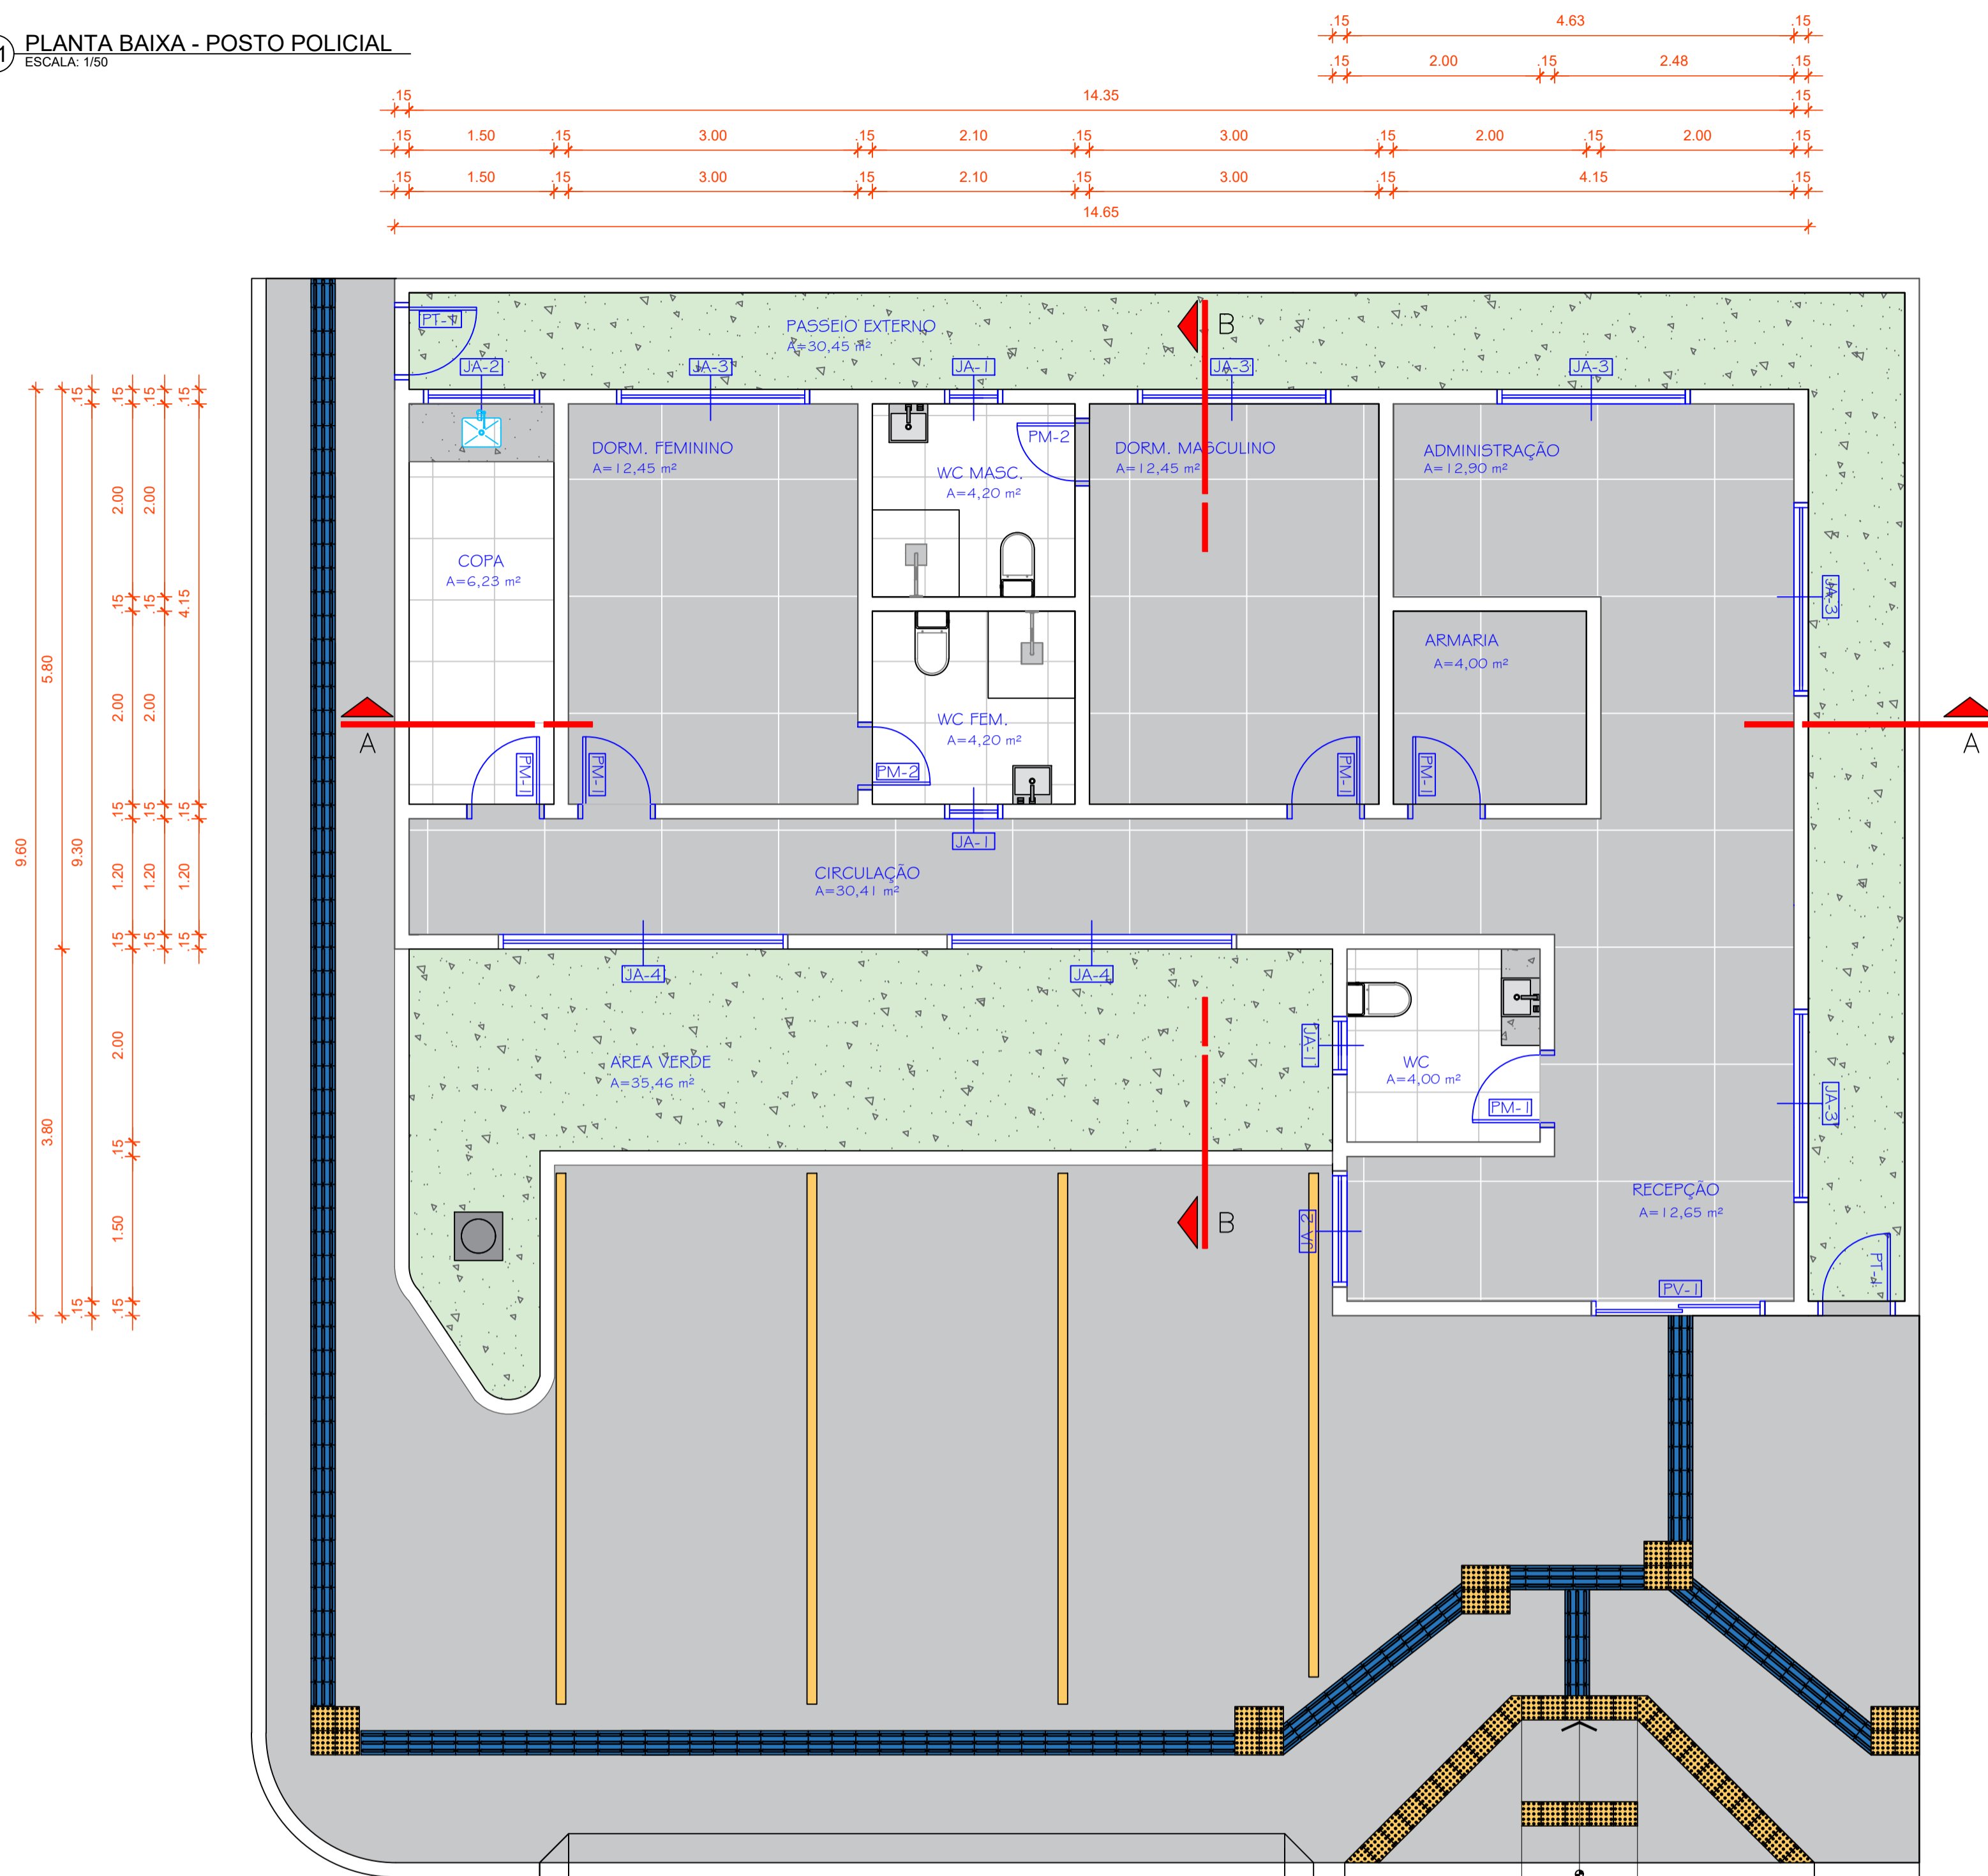 1 PLANTA BAIXA - POSTO POLICIAL
ESCALA: 1/50
.15 4.63 .15
.15 2.00 .15 2.48 .15
.15 14.35 .15
.15 1.50 .15 3.00 .15 2.10 .15 3.00 .15 2.00 .15 2.00 .15
.15 1.50 .15 3.00 .15 2.10 .15 3.00 .15 4.15 .15
14.65
9.60
5.80
3.80
.15
9.30
.15
.15
2.00
.15
2.00
.15
1.20
.15
2.00
.15
1.50
.15
.15
2.00
.15
2.00
.15
1.20
.15
.15
4.15
.15
1.20
.15
PT-1
PASSEIO EXTERNO
A=30,45 m²
B
JA-2
JA-3
JA-1
JA-3
JA-3
DORM. FEMININO
A=12,45 m²
PM-2
WC MASC.
A=4,20 m²
DORM. MASCULINO
A=12,45 m²
ADMINISTRAÇÃO
A=12,90 m²
COPA
A=6,23 m²
JA-3
ARMARIA
A=4,00 m²
WC FEM.
A=4,20 m²
A
A
PM-1
PM-1
PM-2
PM-1
PM-1
JA-1
CIRCULAÇÃO
A=30,41 m²
JA-4
JA-4
JA-1
ÁREA VERDE
A=35,46 m²
WC
A=4,00 m²
PM-1
JA-3
RECEPÇÃO
A=12,65 m²
B
JA-2
PV-1
PT-1